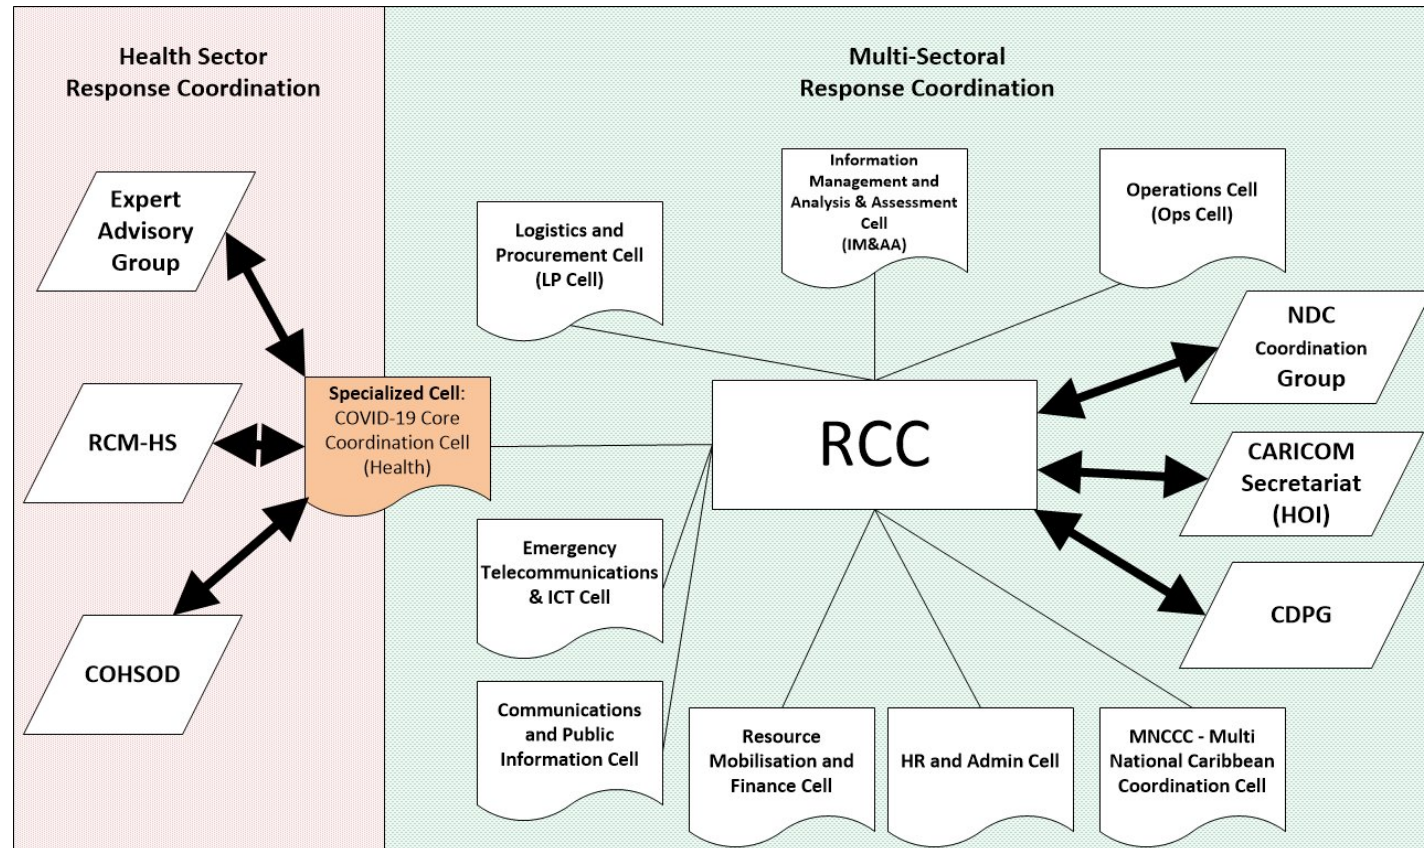 Health Sector
Response Coordination
Multi-Sectoral
Response Coordination
Expert
Advisory
Group
RCM-HS
COHSOD
Specialized Cell:
COVID-19 Core
Coordination Cell
(Health)
Logistics and
Procurement Cell
(LP Cell)
Information
Management and
Analysis & Assessment
Cell
(IM&AA)
Operations Cell
(Ops Cell)
RCC
NDC
Coordination
Group
CARICOM
Secretariat
(HOI)
CDPG
Emergency
Telecommunications
& ICT Cell
Communications
and Public
Information Cell
Resource
Mobilisation and
Finance Cell
HR and Admin Cell
MNCCC - Multi
National Caribbean
Coordination Cell